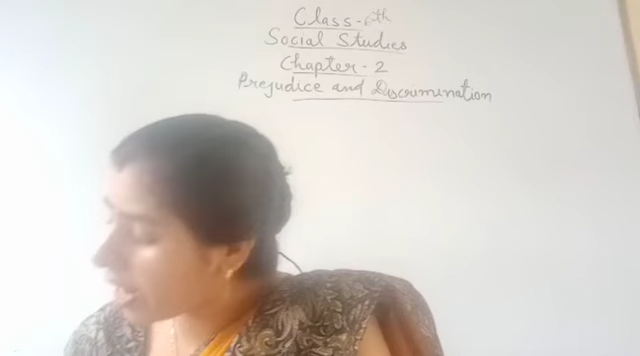 Class-6th
Social Studies
Chapter-2
Prejudice and Discrimination